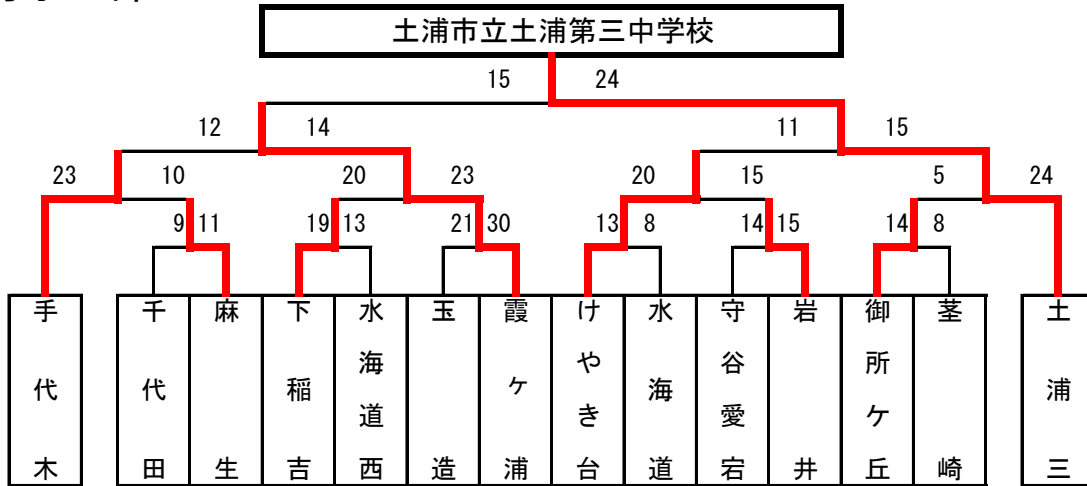 土浦市立土浦第三中学校
15 24
12 14 11 15
23 10 20 23 20 15 5 24
9 11 19 13 21 30 13 8 14 15 14 8
手代木 千代田 麻生 下稲吉 水海道西 玉造 霞ヶ浦 けやき台 水海道 守谷愛宕 岩井 御所ケ丘 茎崎 土浦三